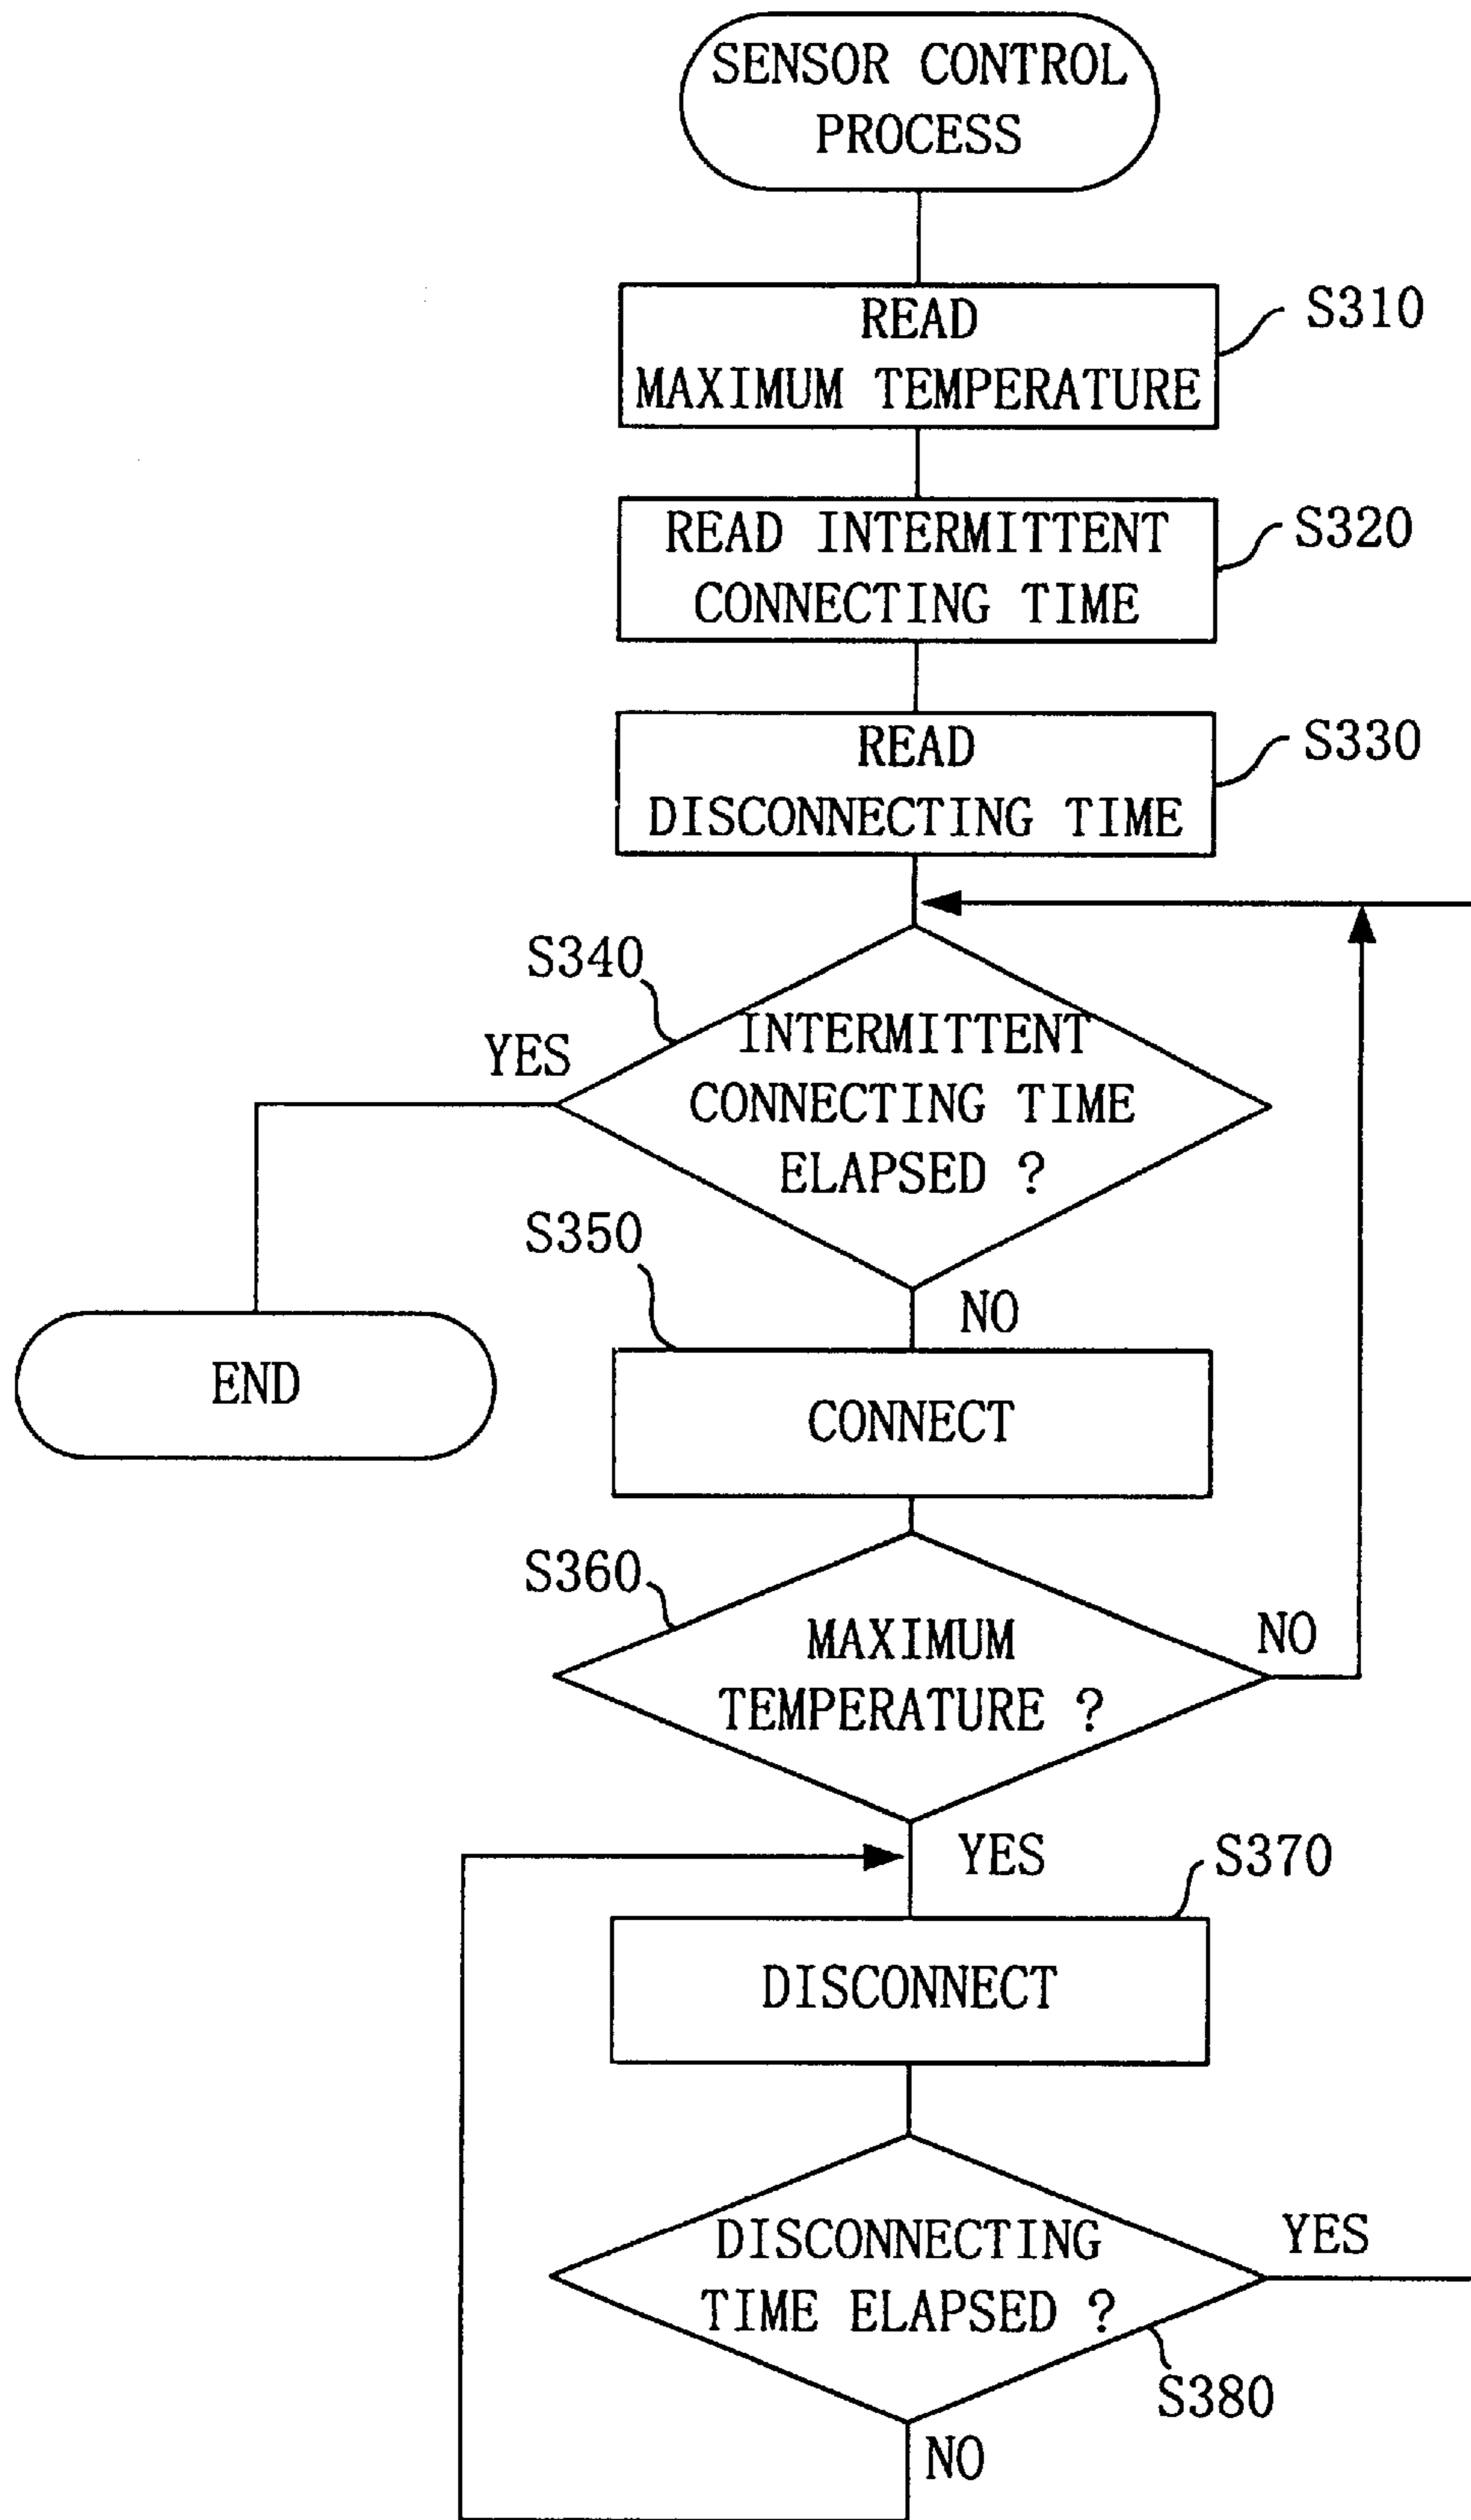 SENSOR CONTROL
PROCESS
READ
MAXIMUM TEMPERATURE
S310
READ INTERMITTENT
CONNECTING TIME
S320
READ
DISCONNECTING TIME
S330
S340
YES
INTERMITTENT
CONNECTING TIME
ELAPSED ?
S350
NO
END
CONNECT
S360
MAXIMUM
TEMPERATURE ?
NO
YES
S370
DISCONNECT
DISCONNECTING
TIME ELAPSED ?
YES
S380
NO